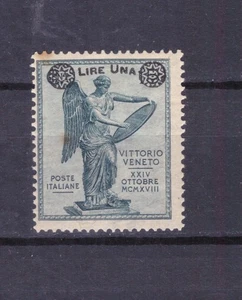 LIRE UNA
VITTORIO
VENETO
POSTE
ITALIANE
XXIV
OTTOBRE
MCMXVIII